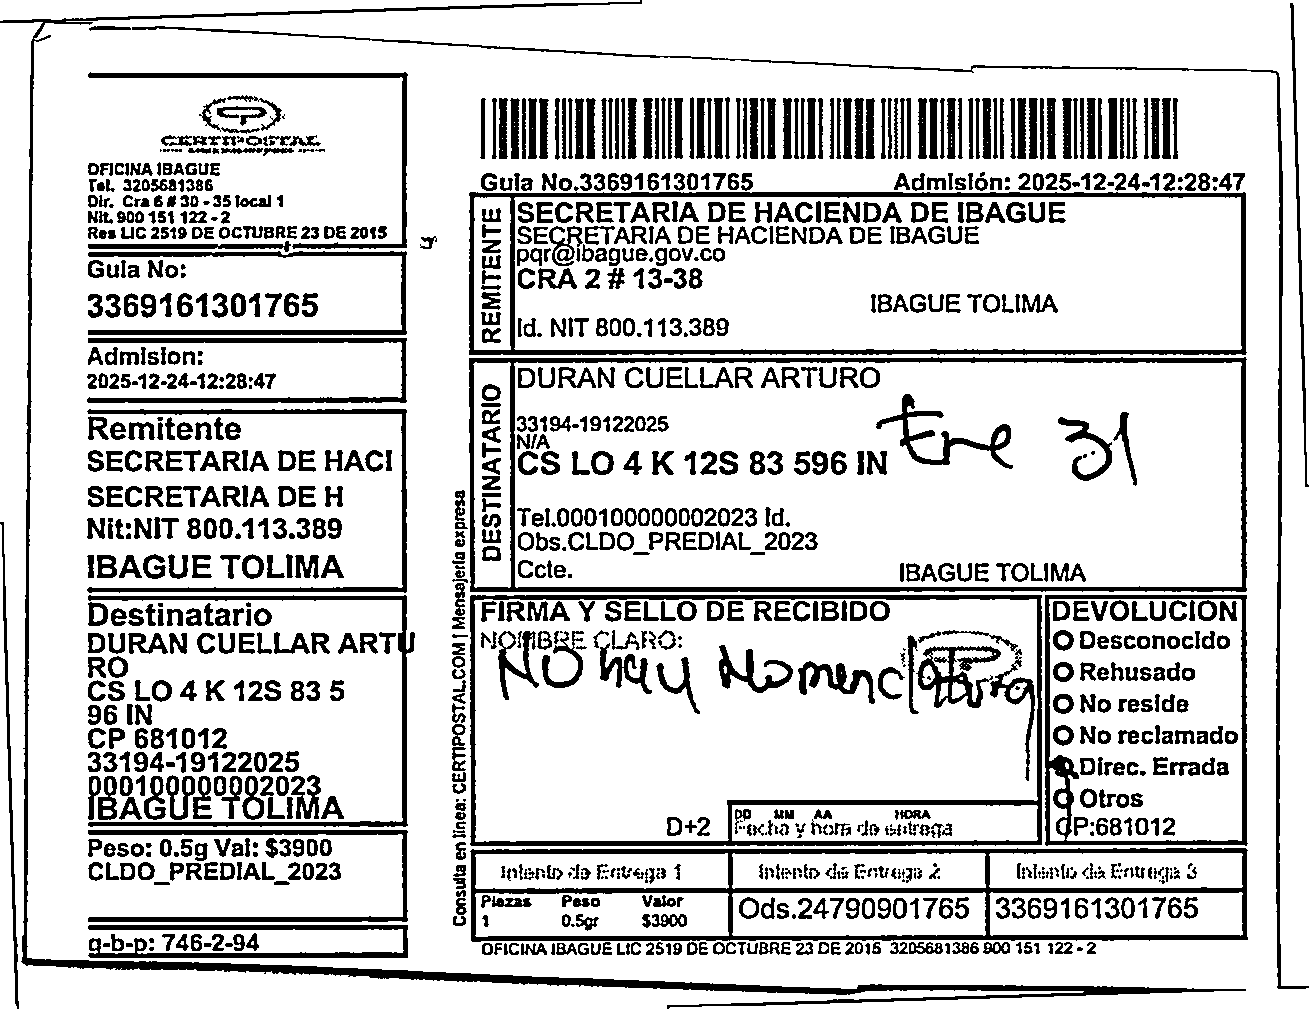 CERTIPOSTAL
OFICINA IBAGUE
Tel. 3205681386
Dir. Cra 6 # 30 - 35 local 1
Nit. 900 151 122 - 2
Res LIC 2519 DE OCTUBRE 23 DE 2015
Guia No:
3369161301765
Admision:
2025-12-24-12:28:47
Remitente
SECRETARIA DE HACI
SECRETARIA DE H
Nit:NIT 800.113.389
IBAGUE TOLIMA
Destinatario
DURAN CUELLAR ARTU
RO
CS LO 4 K 12S 83 5
96 IN
CP 681012
33194-19122025
000100000002023
IBAGUE TOLIMA
Peso: 0.5g Val: $3900
CLDO_PREDIAL_2023
g-b-p: 746-2-94
Consulta en linea: CERTIPOSTAL.COM | Mensajería expresa
Guia No.3369161301765 Admisión: 2025-12-24-12:28:47
REMITENTE
SECRETARIA DE HACIENDA DE IBAGUE
SECRETARIA DE HACIENDA DE IBAGUE
pqr@ibague.gov.co
CRA 2 # 13-38
IBAGUE TOLIMA
Id. NIT 800.113.389
DESTINATARIO
DURAN CUELLAR ARTURO
33194-19122025
N/A
CS LO 4 K 12S 83 596 IN
Ene 31
Tel.000100000002023 Id.
Obs.CLDO_PREDIAL_2023
Ccte.
IBAGUE TOLIMA
FIRMA Y SELLO DE RECIBIDO
NOMBRE CLARO:
No hay Nomenclatura
D+2
DD MM AA HORA
Fecha y hora de entrega
DEVOLUCION
Desconocido
Rehusado
No reside
No reclamado
Direc. Errada
Otros
CP:681012
Intento de Entrega 1 Intento de Entrega 2 Intento de Entrega 3
Piezas Peso Valor
1 0.5gr $3900
Ods.24790901765 3369161301765
OFICINA IBAGUE LIC 2519 DE OCTUBRE 23 DE 2015 3205681386 900 151 122 - 2